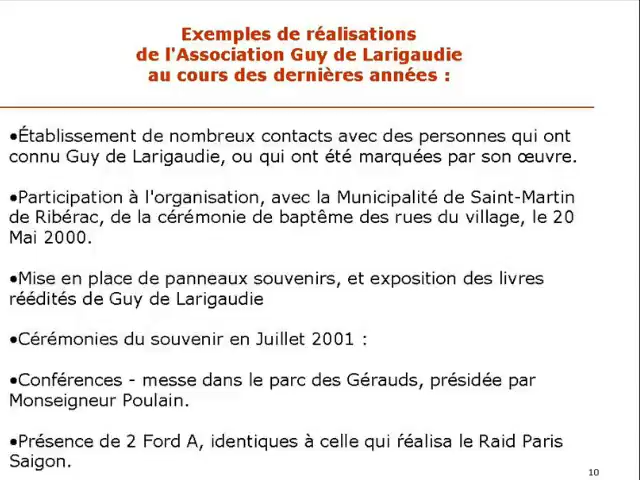 Exemples de réalisations
de l'Association Guy de Larigaudie
au cours des dernières années :
•Établissement de nombreux contacts avec des personnes qui ont
connu Guy de Larigaudie, ou qui ont été marquées par son œuvre.
•Participation à l'organisation, avec la Municipalité de Saint-Martin
de Ribérac, de la cérémonie de baptême des rues du village, le 20
Mai 2000.
•Mise en place de panneaux souvenirs, et exposition des livres
réédités de Guy de Larigaudie
•Cérémonies du souvenir en Juillet 2001 :
•Conférences - messe dans le parc des Gérauds, présidée par
Monseigneur Poulain.
•Présence de 2 Ford A, identiques à celle qui ŕéalisa le Raid Paris
Saigon.
10